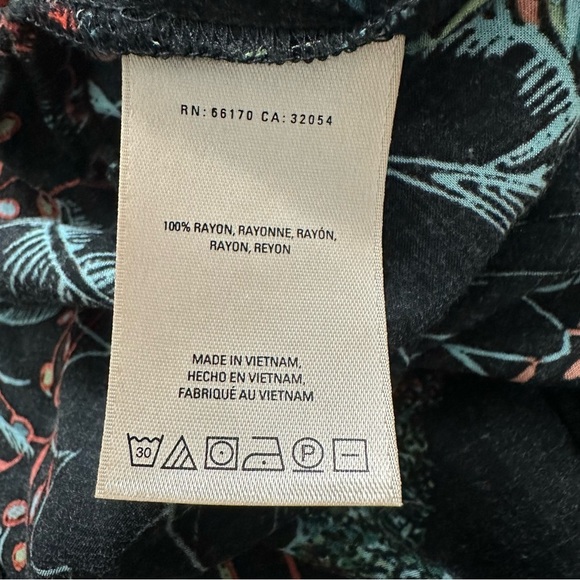 RN: 66170 CA: 32054
100% RAYON, RAYONNE, RAYÓN,
RAYON, REYON
MADE IN VIETNAM,
HECHO EN VIETNAM,
FABRIQUÉ AU VIETNAM
30 P